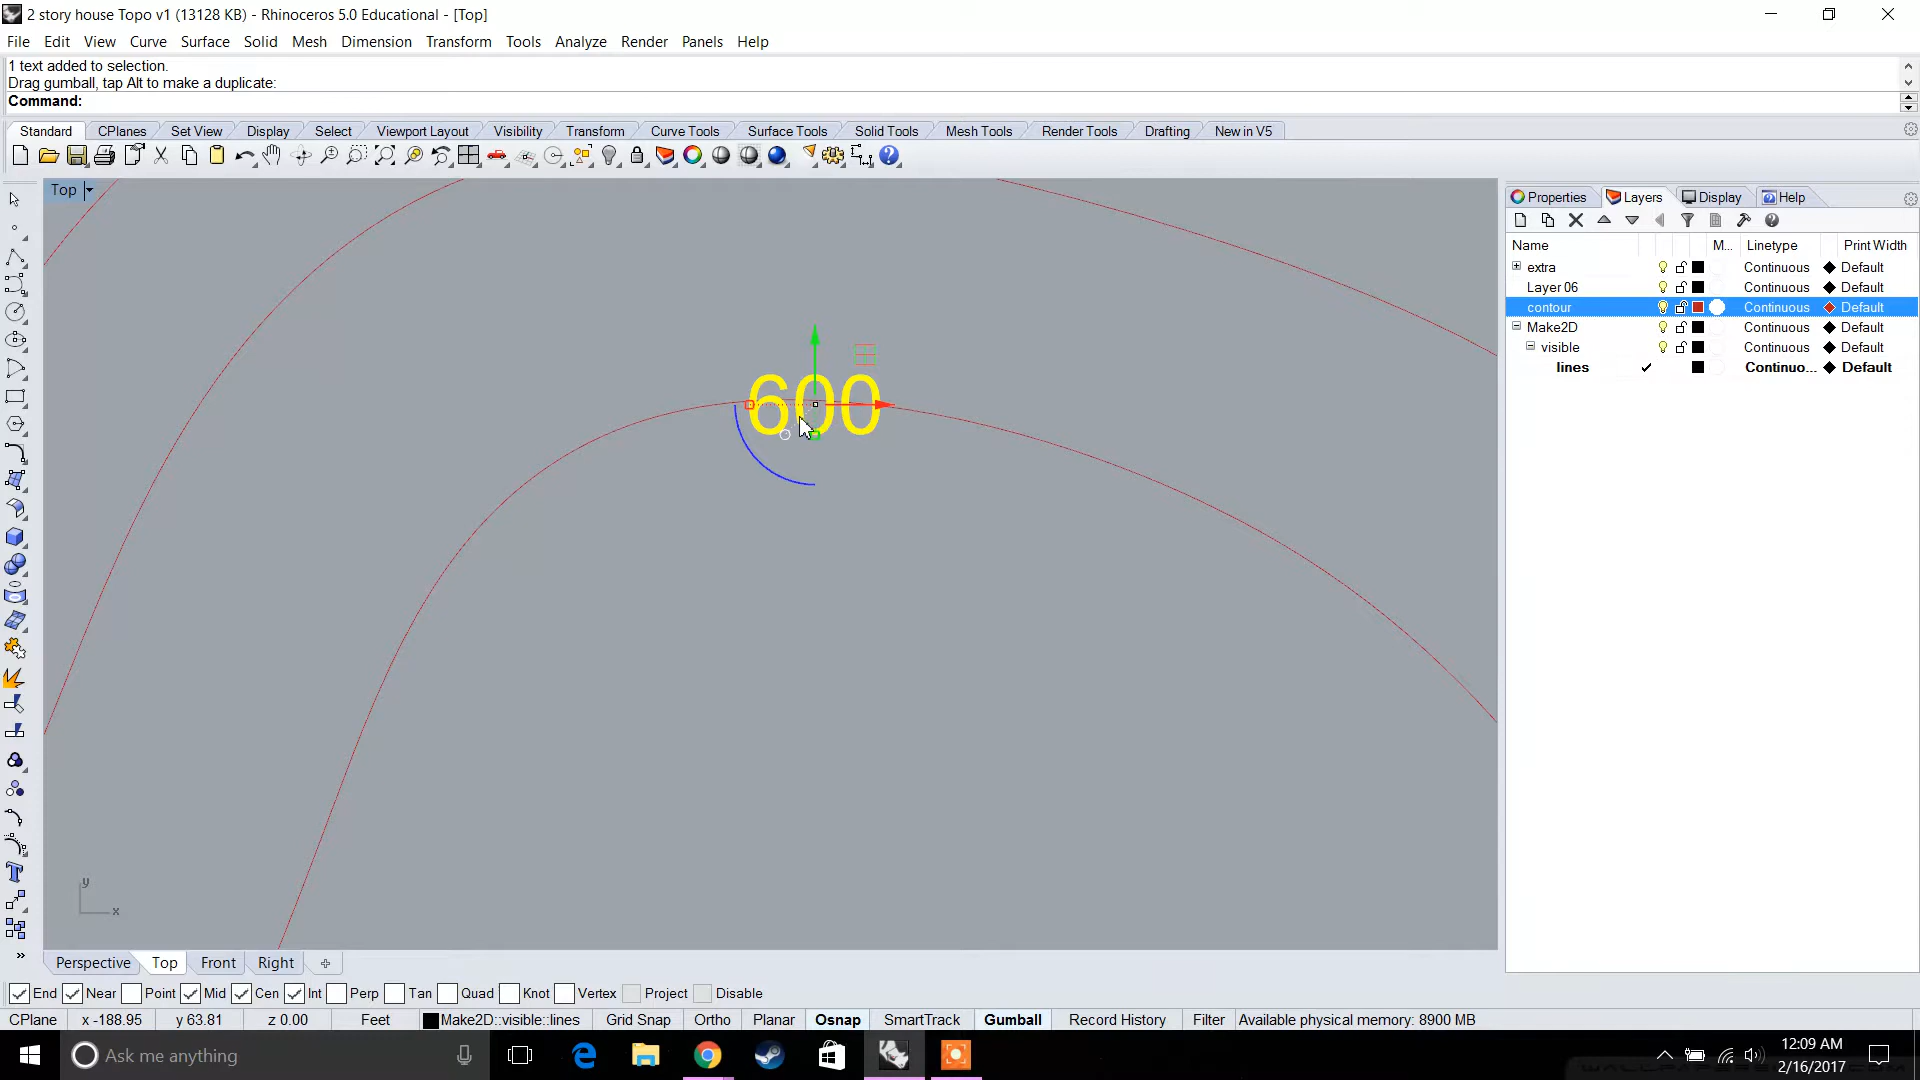 2 story house Topo v1 (13128 KB) - Rhinoceros 5.0 Educational - [Top]
File Edit View Curve Surface Solid Mesh Dimension Transform Tools Analyze Render Panels Help
1 text added to selection.
Drag gumball, tap Alt to make a duplicate:
Command:
Standard CPlanes Set View Display Select Viewport Layout Visibility Transform Curve Tools Surface Tools Solid Tools Mesh Tools Render Tools Drafting New in V5
Top
Properties Layers Display Help
Name M... Linetype Print Width
extra Continuous Default
Layer 06 Continuous Default
contour Continuous Default
Make2D Continuous Default
visible Continuous Default
lines Continuo... Default
600
y
x
Perspective Top Front Right
End Near Point Mid Cen Int Perp Tan Quad Knot Vertex Project Disable
CPlane x -188.95 y 63.81 z 0.00 Feet Make2D::visible::lines Grid Snap Ortho Planar Osnap SmartTrack Gumball Record History Filter Available physical memory: 8900 MB
Ask me anything
12:09 AM
2/16/2017